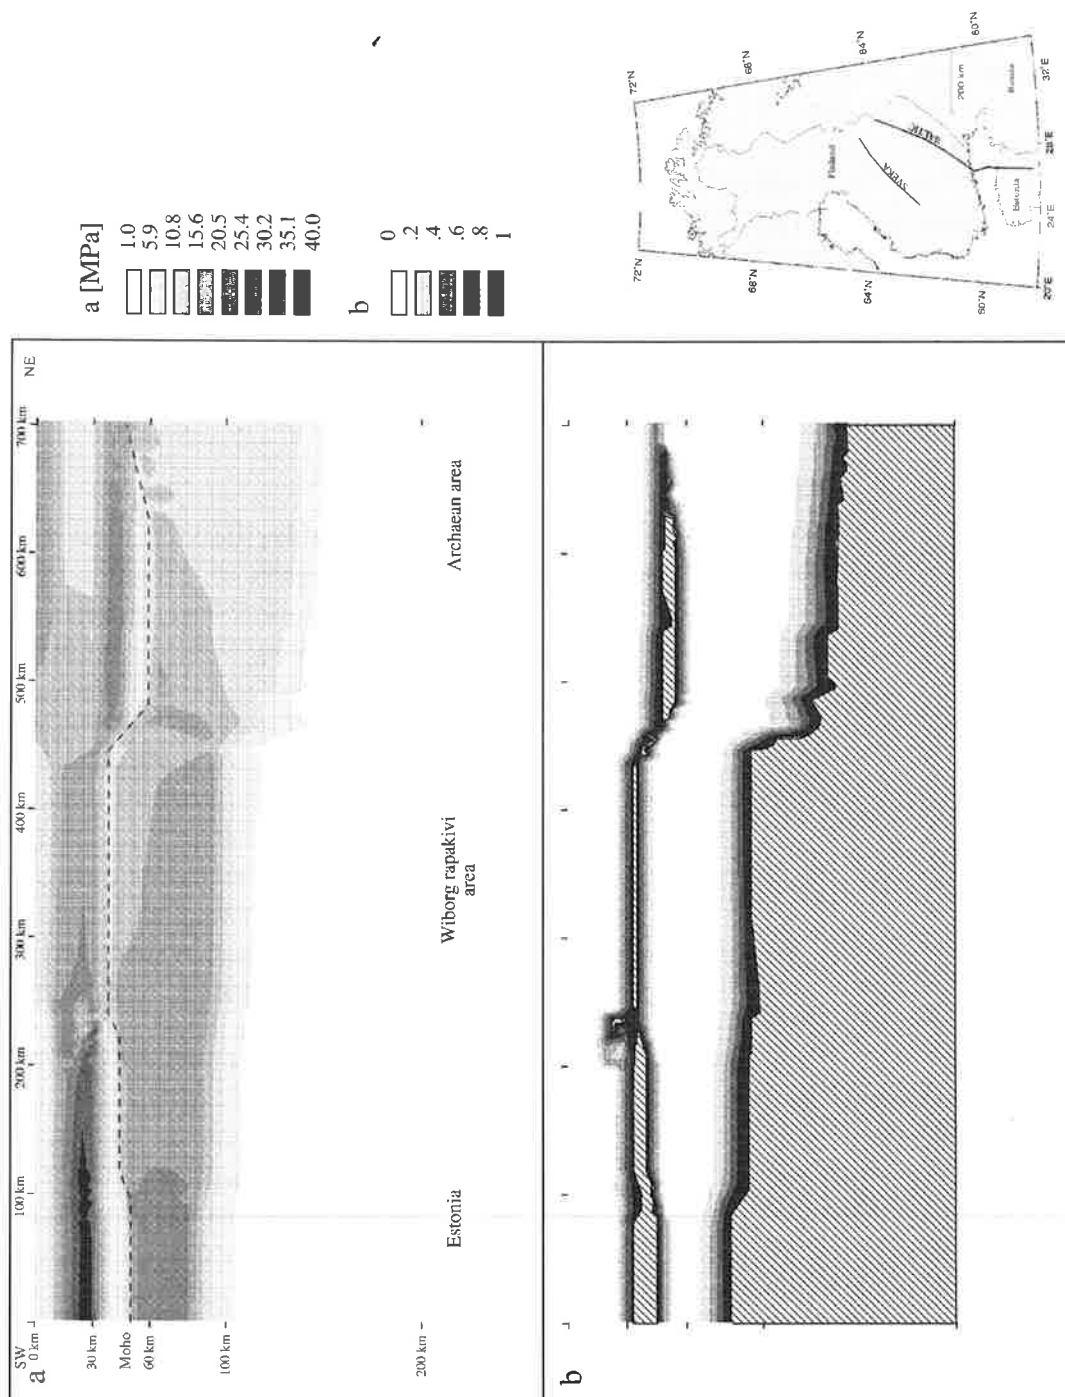 SW
NE
a
0 km
100 km
200 km
300 km
400 km
500 km
600 km
700 km
30 km
Moho
60 km
100 km
200 km
Estonia
Wiborg rapakivi
area
Archaean area
b
a [MPa]
1.0
5.9
10.8
15.6
20.5
25.4
30.2
35.1
40.0
b
0
.2
.4
.6
.8
1
72°N
72°N
68°N
68°N
64°N
64°N
60°N
60°N
20°E
24°E
28°E
32°E
200 km
Finland
SVEKA
BALTIC
Estonia
Russia